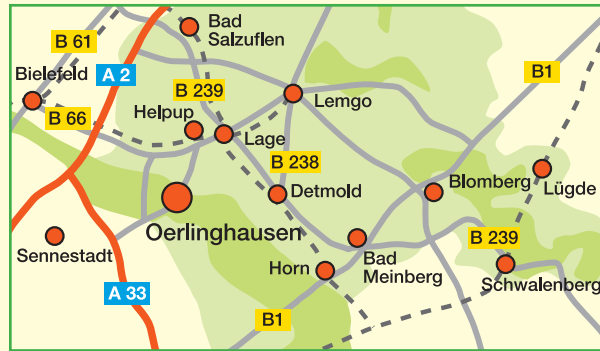 Bad
Salzuflen
B 61
Bielefeld
A 2
B1
B 239
Lemgo
B 66
Helpup
Lage
B 238
Detmold
Blomberg
Lügde
Oerlinghausen
Sennestadt
B 239
Bad
Meinberg
Horn
Schwalenberg
A 33
B1